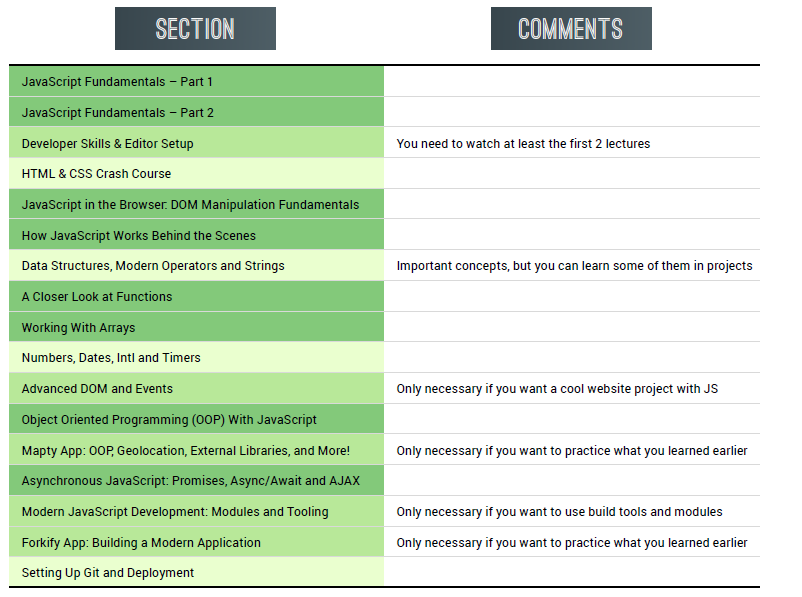 SECTION COMMENTS
JavaScript Fundamentals – Part 1
JavaScript Fundamentals – Part 2
Developer Skills & Editor Setup You need to watch at least the first 2 lectures
HTML & CSS Crash Course
JavaScript in the Browser: DOM Manipulation Fundamentals
How JavaScript Works Behind the Scenes
Data Structures, Modern Operators and Strings Important concepts, but you can learn some of them in projects
A Closer Look at Functions
Working With Arrays
Numbers, Dates, Intl and Timers
Advanced DOM and Events Only necessary if you want a cool website project with JS
Object Oriented Programming (OOP) With JavaScript
Mapty App: OOP, Geolocation, External Libraries, and More! Only necessary if you want to practice what you learned earlier
Asynchronous JavaScript: Promises, Async/Await and AJAX
Modern JavaScript Development: Modules and Tooling Only necessary if you want to use build tools and modules
Forkify App: Building a Modern Application Only necessary if you want to practice what you learned earlier
Setting Up Git and Deployment